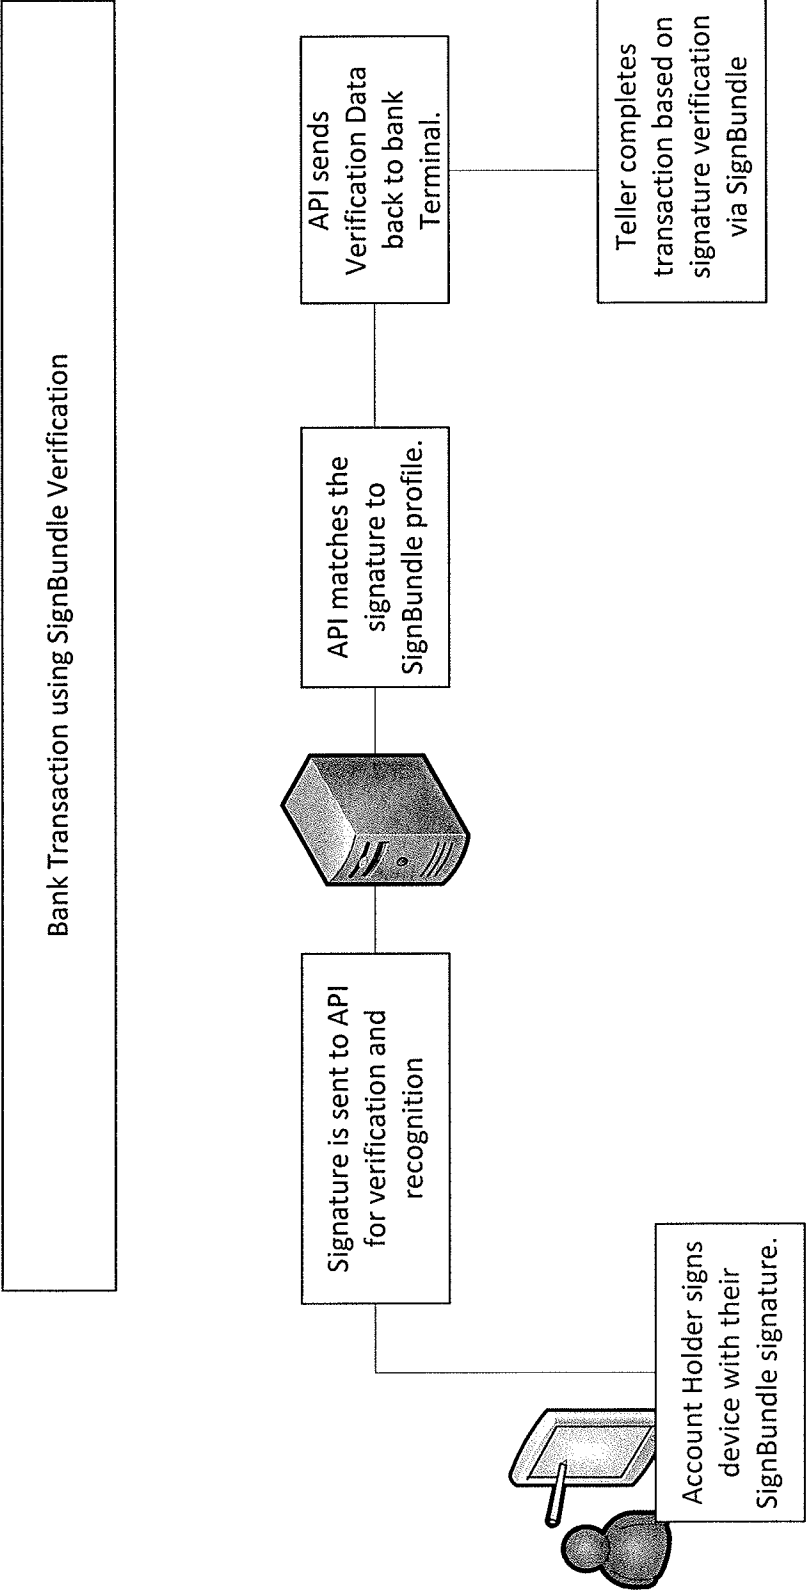 Bank Transaction using SignBundle Verification
Account Holder signs
device with their
SignBundle signature.
Signature is sent to API
for verification and
recognition
API matches the
signature to
SignBundle profile.
API sends
Verification Data
back to bank
Terminal.
Teller completes
transaction based on
signature verification
via SignBundle